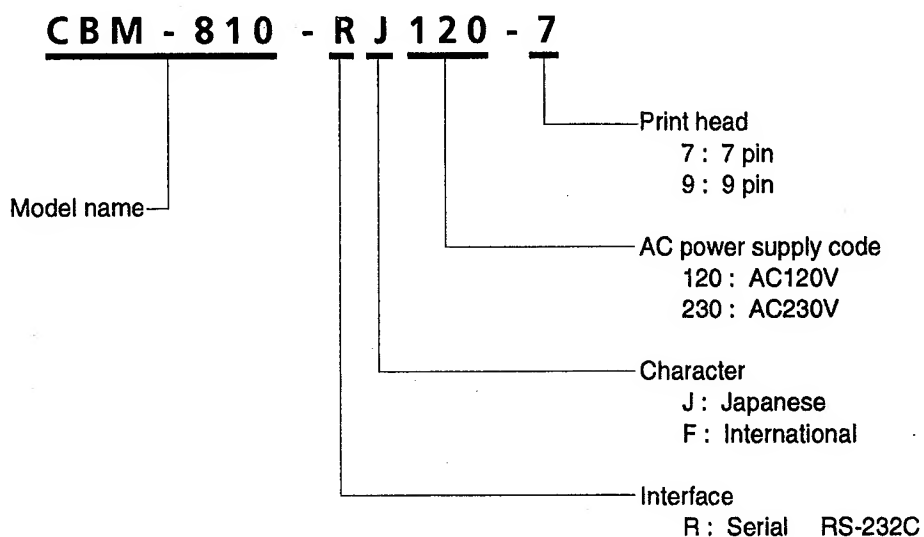 CBM-810-RJ120-7
Print head
7 : 7 pin
9 : 9 pin
Model name
AC power supply code
120 : AC120V
230 : AC230V
Character
J : Japanese
F : International
Interface
R : Serial RS-232C